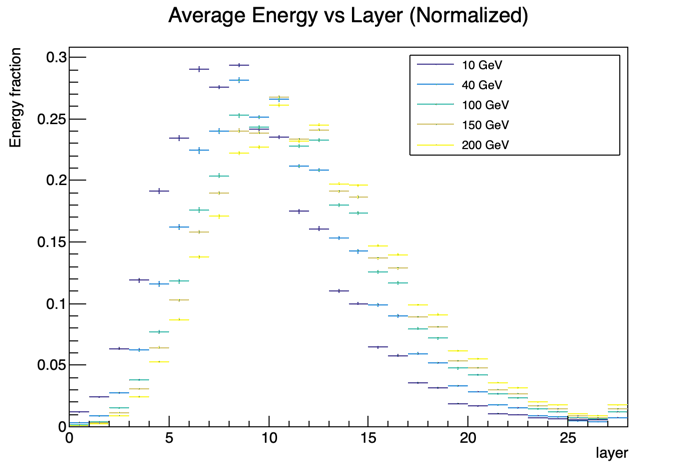 Average Energy vs Layer (Normalized)
Energy fraction
0.3
0.25
0.2
0.15
0.1
0.05
0
10 GeV
40 GeV
100 GeV
150 GeV
200 GeV
0 5 10 15 20 25
layer